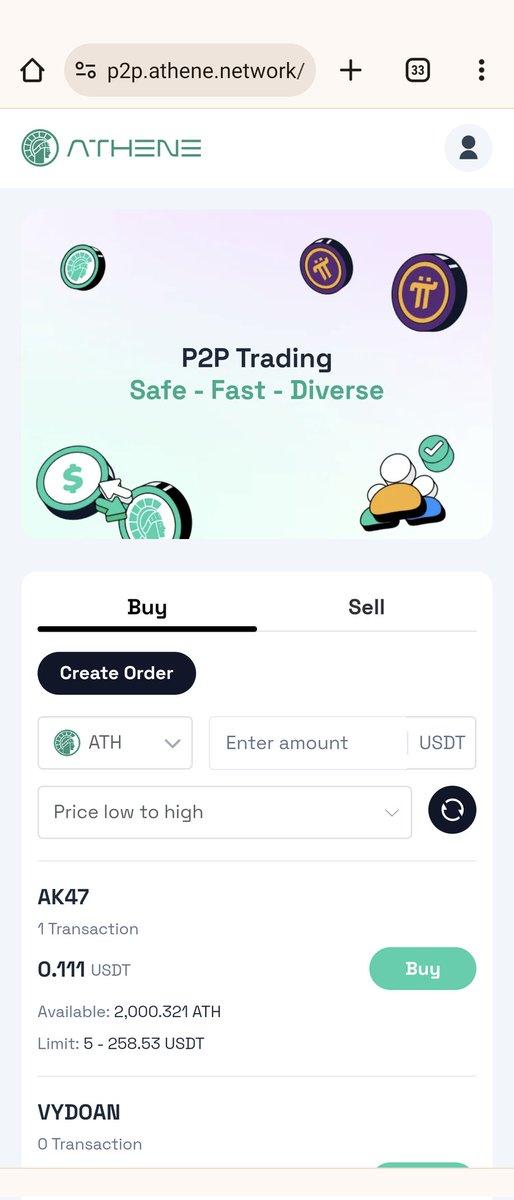 p2p.athene.network/
33
ATHENE
P2P Trading
Safe - Fast - Diverse
$
Buy Sell
Create Order
ATH Enter amount USDT
Price low to high
AK47
1 Transaction
0.111 USDT Buy
Available: 2,000.321 ATH
Limit: 5 - 258.53 USDT
VYDOAN
0 Transaction